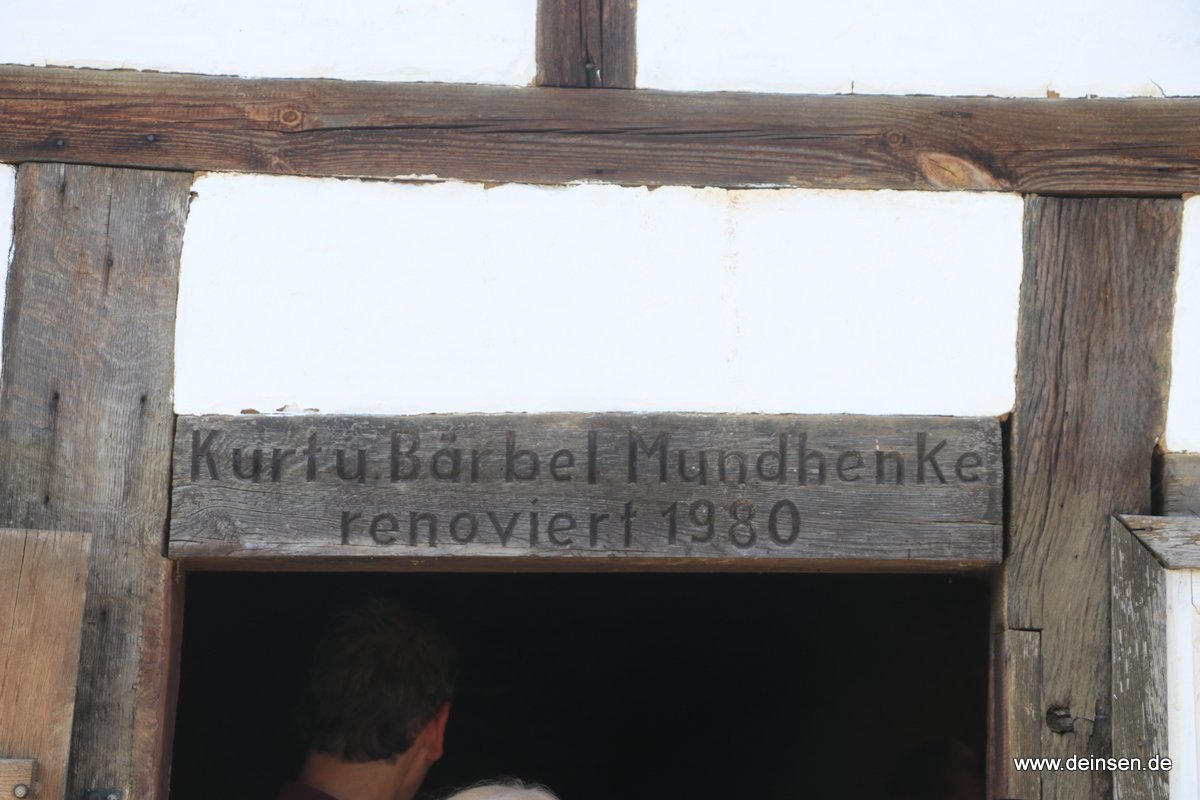 Kurt u. Bärbel Mundhenke
renoviert 1980
www.deinsen.de